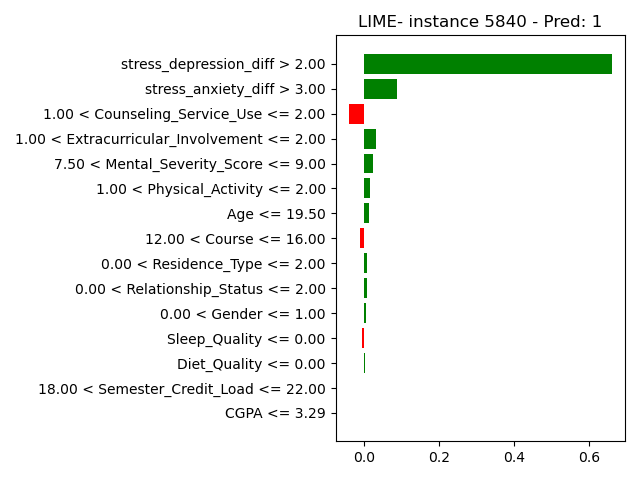 LIME- instance 5840 - Pred: 1
stress_depression_diff > 2.00
stress_anxiety_diff > 3.00
1.00 < Counseling_Service_Use <= 2.00
1.00 < Extracurricular_Involvement <= 2.00
7.50 < Mental_Severity_Score <= 9.00
1.00 < Physical_Activity <= 2.00
Age <= 19.50
12.00 < Course <= 16.00
0.00 < Residence_Type <= 2.00
0.00 < Relationship_Status <= 2.00
0.00 < Gender <= 1.00
Sleep_Quality <= 0.00
Diet_Quality <= 0.00
18.00 < Semester_Credit_Load <= 22.00
CGPA <= 3.29
0.0 0.2 0.4 0.6